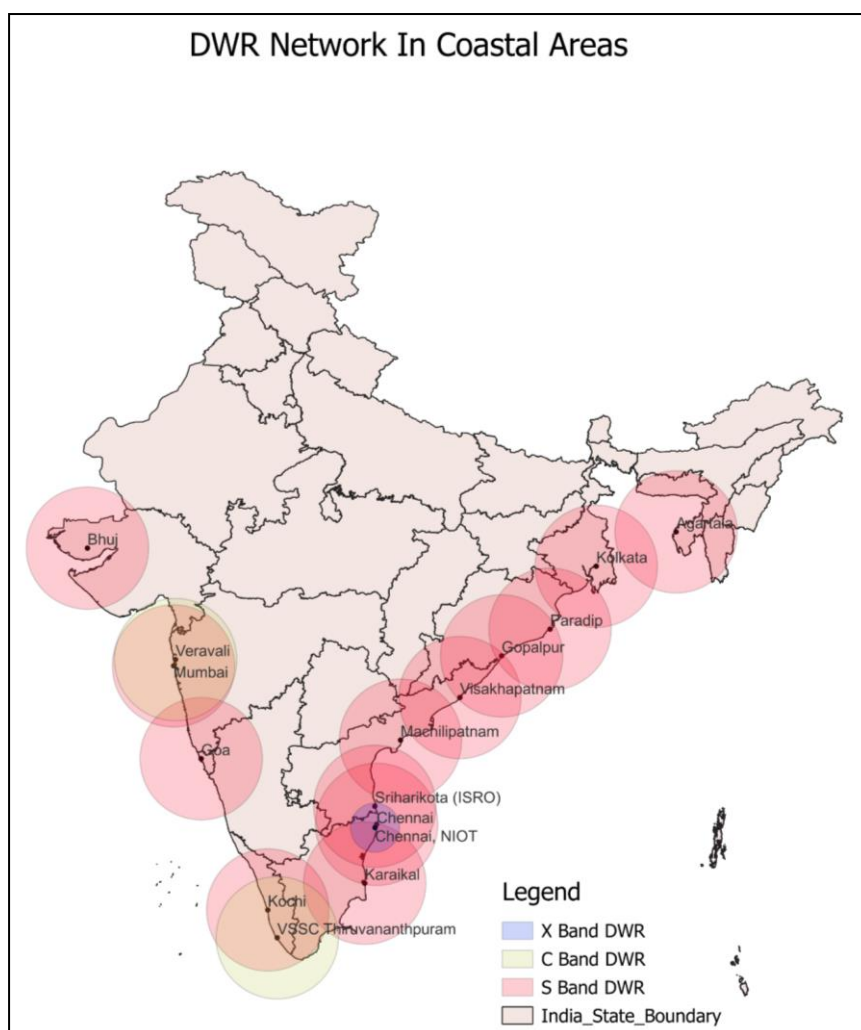 DWR Network In Coastal Areas
Bhuj
Agartala
Kolkata
Paradip
Veravali
Mumbai
Gopalpur
Visakhapatnam
Goa
Machilipatnam
Sriharikota (ISRO)
Chennai
Chennai, NIOT
Karaikal
Kochi
VSSC Thiruvananthpuram
Legend
X Band DWR
C Band DWR
S Band DWR
India_State_Boundary